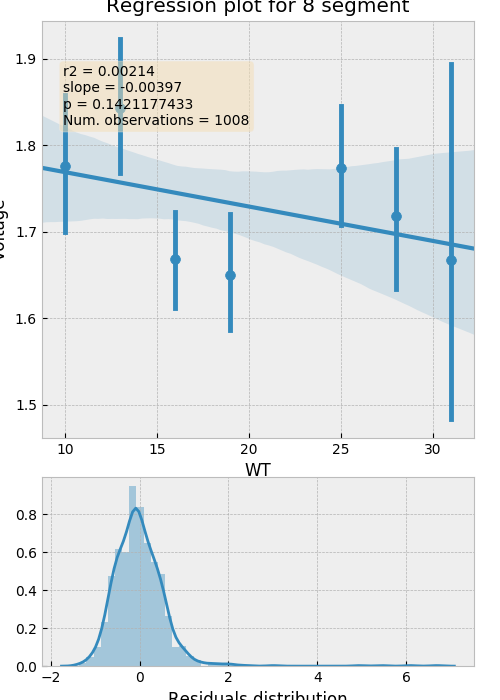 Regression plot for 8 segment
1.9
r2 = 0.00214
slope = -0.00397
p = 0.1421177433
Num. observations = 1008
1.8
1.7
Voltage
1.6
1.5
10 15 20 25 30
WT
0.8
0.6
0.4
0.2
0.0
−2 0 2 4 6
Residuals distribution